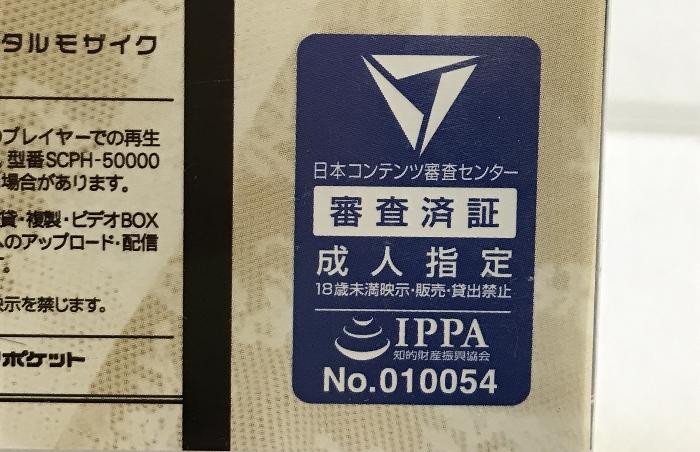 タルモザイク
プレイヤーでの再生
型番SCPH-50000
場合があります。
貸・複製・ビデオBOX
へのアップロード・配信
す。
示を禁じます。
ポケット
日本コンテンツ審査センター
審査済証
成人指定
18歳未満映示・販売・貸出禁止
IPPA
知的財産振興協会
No.010054